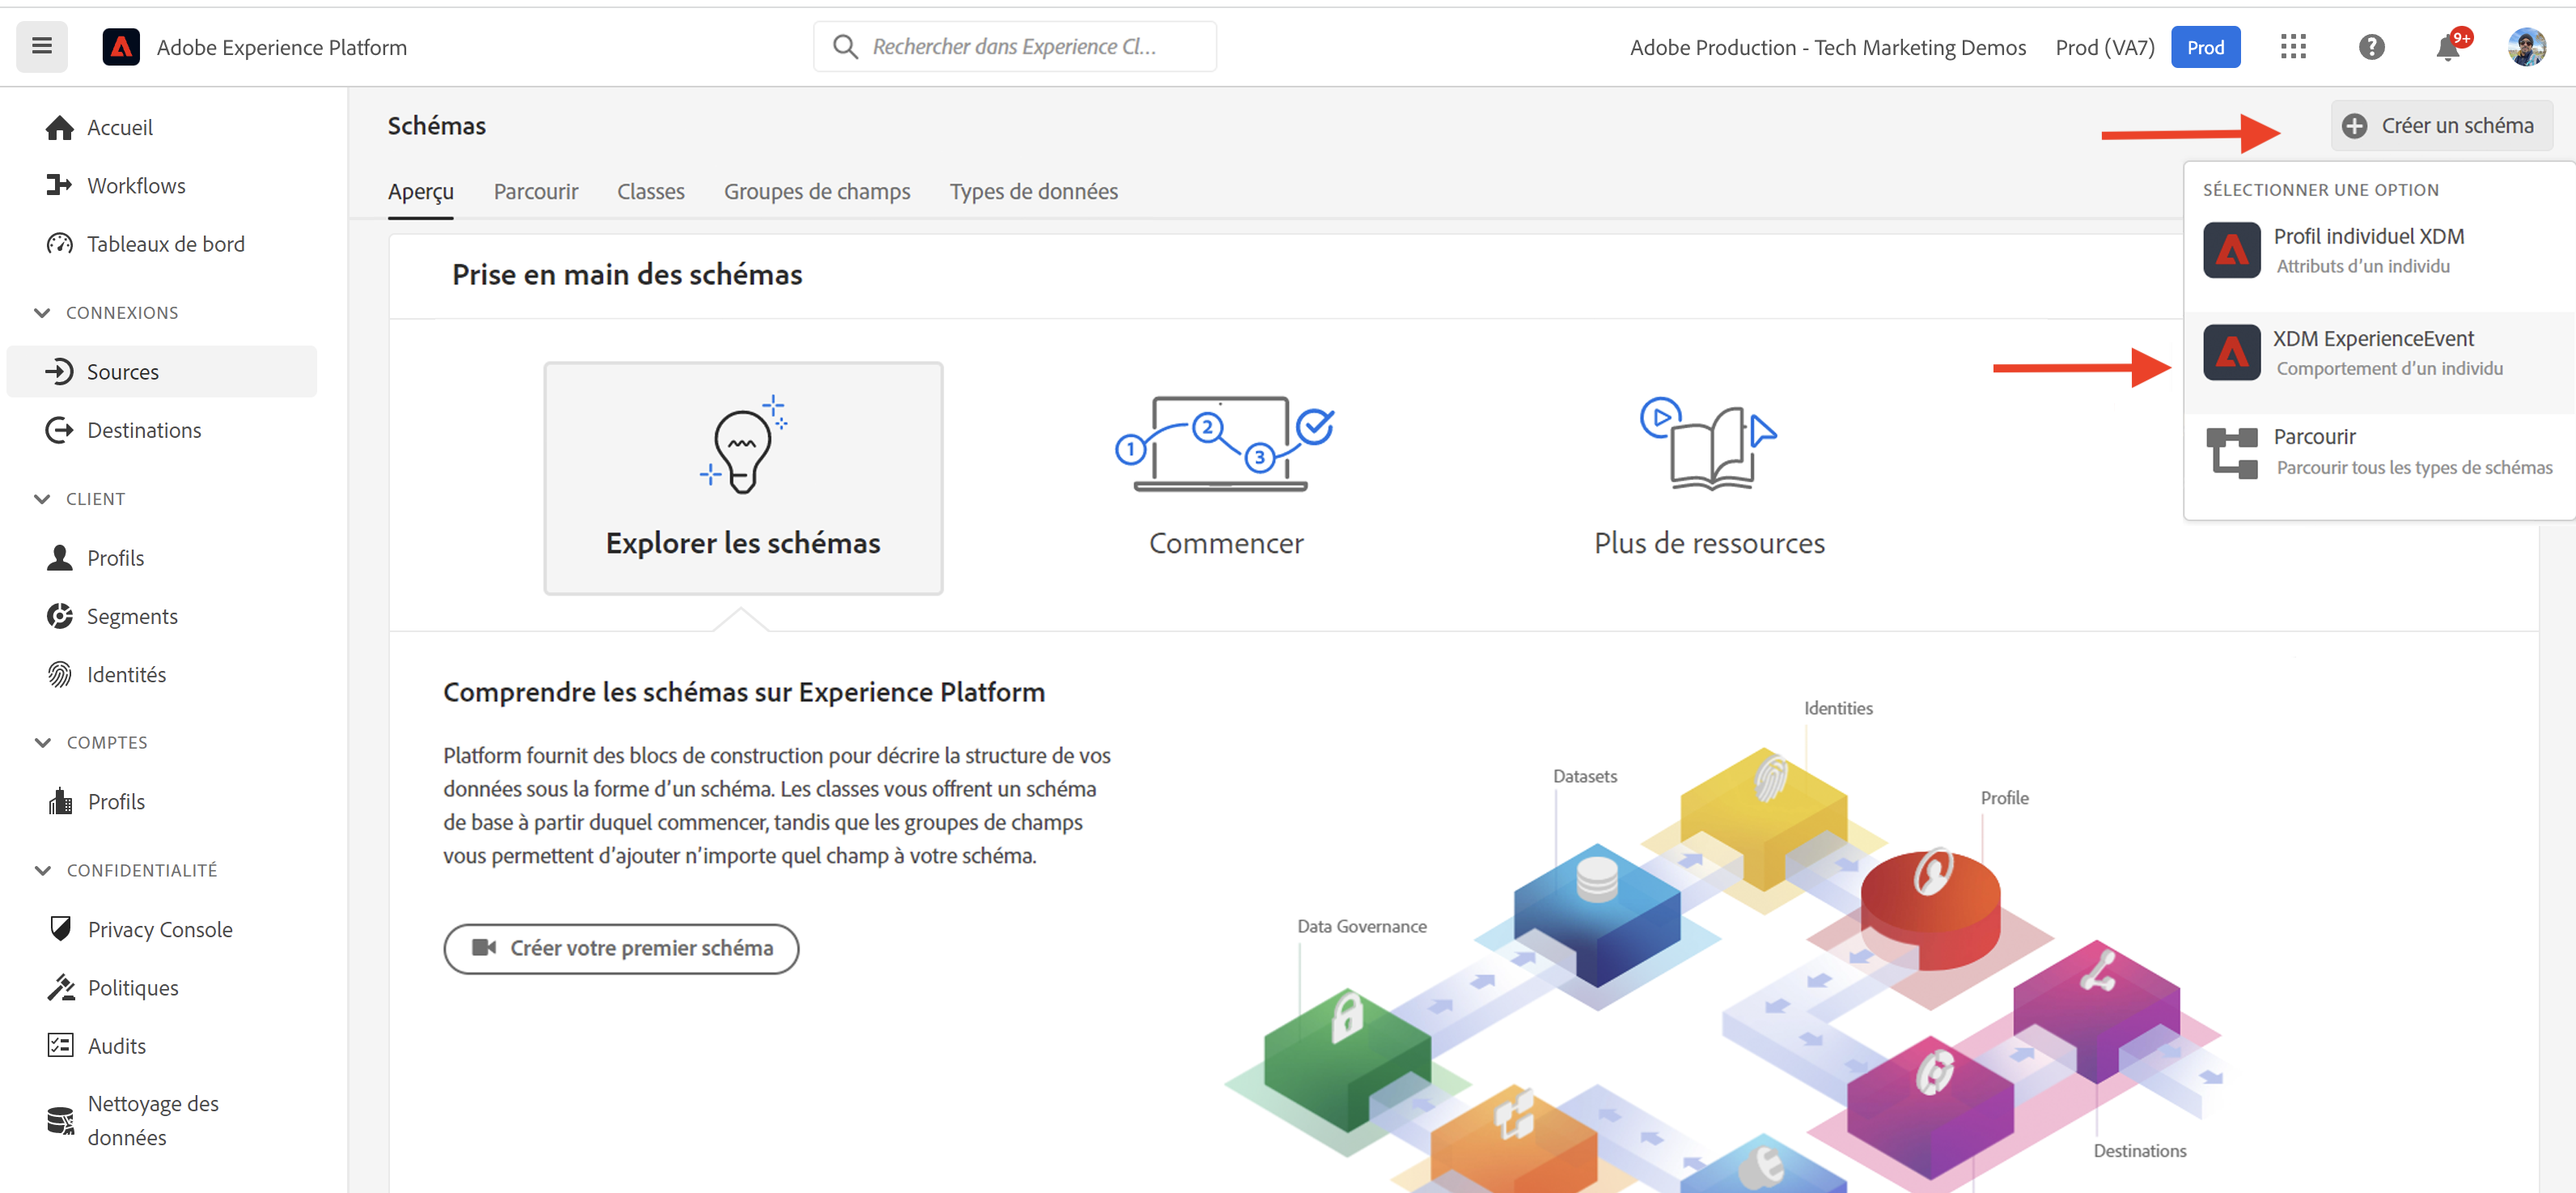 Adobe Experience Platform
Rechercher dans Experience Cl...
Adobe Production - Tech Marketing Demos
Prod (VA7)
Prod
9+
Accueil
Workflows
Tableaux de bord
CONNEXIONS
Sources
Destinations
CLIENT
Profils
Segments
Identités
COMPTES
Profils
CONFIDENTIALITÉ
Privacy Console
Politiques
Audits
Nettoyage des
données
Schémas
Créer un schéma
Aperçu
Parcourir
Classes
Groupes de champs
Types de données
SÉLECTIONNER UNE OPTION
Profil individuel XDM
Attributs d’un individu
XDM ExperienceEvent
Comportement d’un individu
Parcourir
Parcourir tous les types de schémas
Prise en main des schémas
1
2
3
Explorer les schémas
Commencer
Plus de ressources
Comprendre les schémas sur Experience Platform
Platform fournit des blocs de construction pour décrire la structure de vos
données sous la forme d’un schéma. Les classes vous offrent un schéma
de base à partir duquel commencer, tandis que les groupes de champs
vous permettent d’ajouter n’importe quel champ à votre schéma.
Créer votre premier schéma
Identities
Datasets
Profile
Data Governance
Destinations